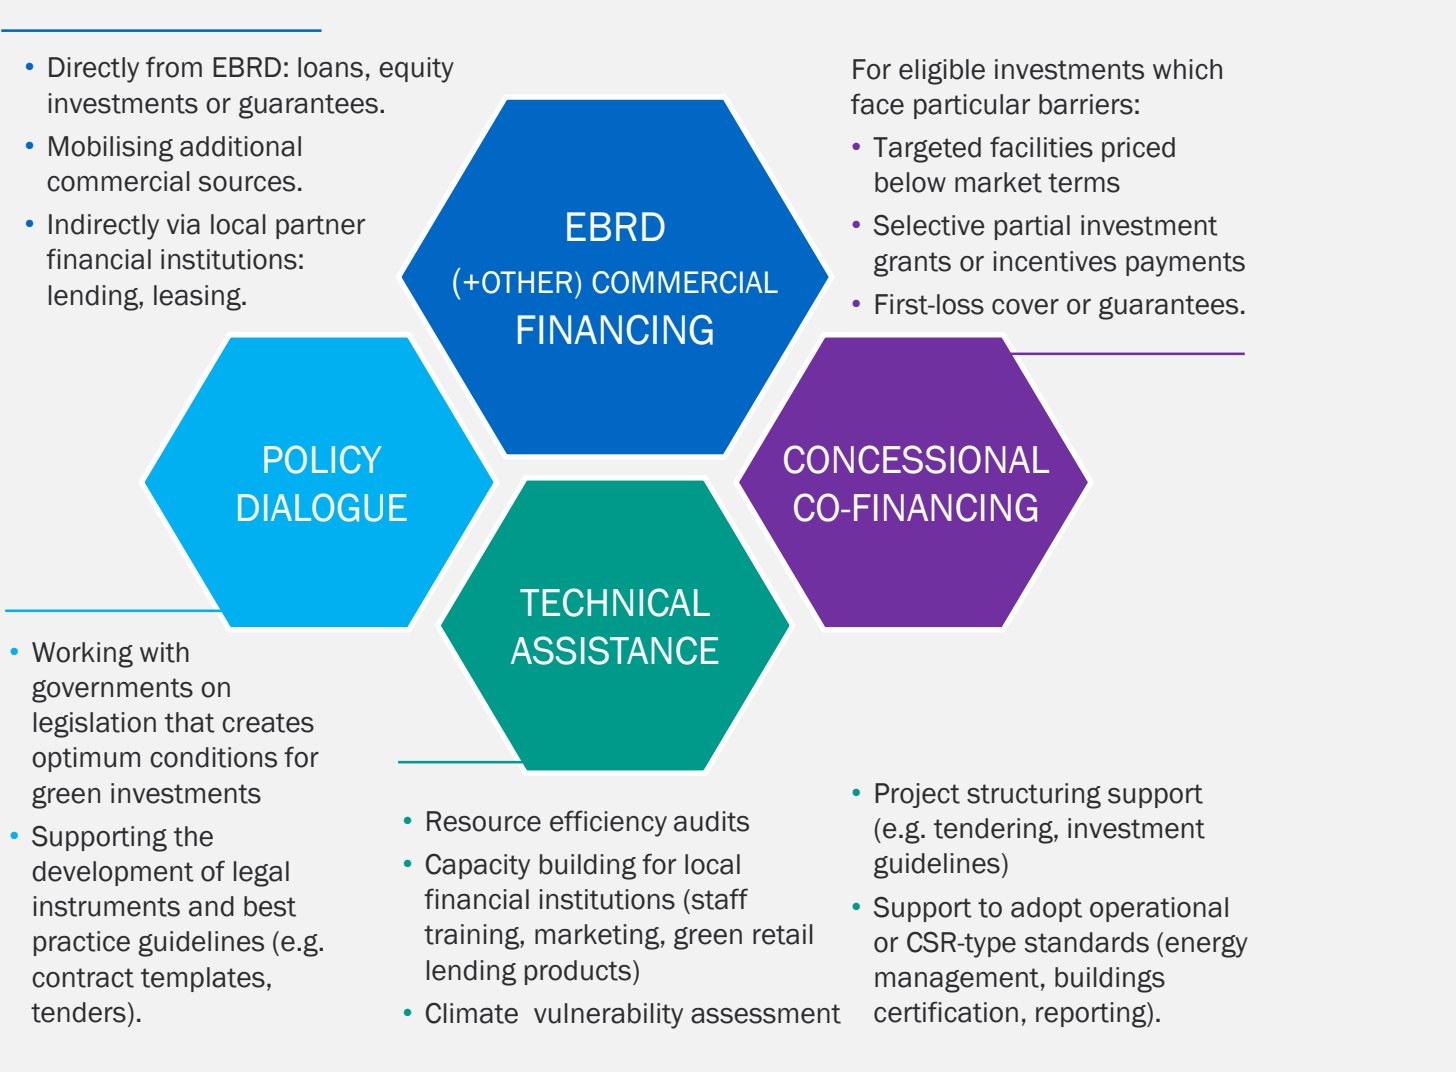 • Directly from EBRD: loans, equity
investments or guarantees.
• Mobilising additional
commercial sources.
• Indirectly via local partner
financial institutions:
lending, leasing.
For eligible investments which
face particular barriers:
• Targeted facilities priced
below market terms
• Selective partial investment
grants or incentives payments
• First-loss cover or guarantees.
EBRD
(+OTHER) COMMERCIAL
FINANCING
POLICY
DIALOGUE
CONCESSIONAL
CO-FINANCING
TECHNICAL
ASSISTANCE
• Working with
governments on
legislation that creates
optimum conditions for
green investments
• Supporting the
development of legal
instruments and best
practice guidelines (e.g.
contract templates,
tenders).
• Resource efficiency audits
• Capacity building for local
financial institutions (staff
training, marketing, green retail
lending products)
• Climate  vulnerability assessment
• Project structuring support
(e.g. tendering, investment
guidelines)
• Support to adopt operational
or CSR-type standards (energy
management, buildings
certification, reporting).